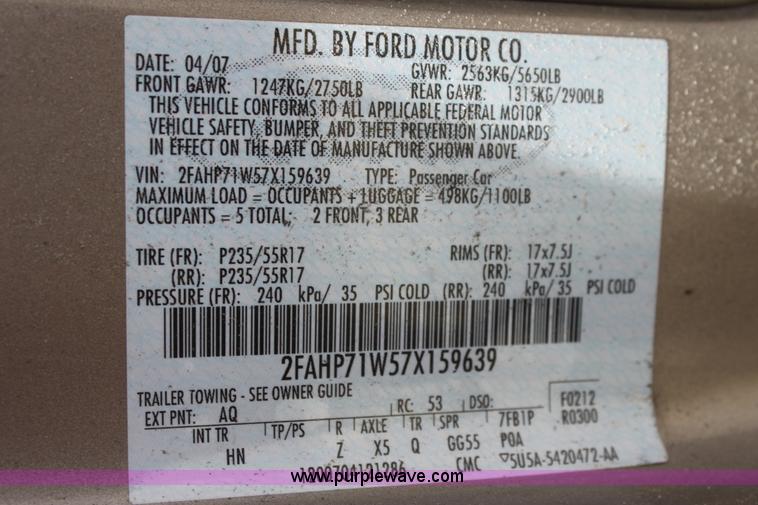 MFD. BY FORD MOTOR CO.
DATE: 04/07 GVWR: 2563KG/5650LB
FRONT GAWR: 1247KG/2750LB REAR GAWR: 1315KG/2900LB
THIS VEHICLE CONFORMS TO ALL APPLICABLE FEDERAL MOTOR
VEHICLE SAFETY, BUMPER, AND THEFT PREVENTION STANDARDS
IN EFFECT ON THE DATE OF MANUFACTURE SHOWN ABOVE.
VIN: 2FAHP71W57X159639 TYPE: Passenger Car
MAXIMUM LOAD = OCCUPANTS + LUGGAGE = 498KG/1100LB
OCCUPANTS = 5 TOTAL; 2 FRONT, 3 REAR
TIRE (FR): P235/55R17 RIMS (FR): 17x7.5J
(RR): P235/55R17 (RR): 17x7.5J
PRESSURE (FR): 240 kPa/ 35 PSI COLD (RR): 240 kPa/ 35 PSI COLD
2FAHP71W57X159639
TRAILER TOWING - SEE OWNER GUIDE F0212
EXT PNT: AQ RC: 53 DSO: R0300
INT TR TP/PS R AXLE TR SPR 7FB1P
HN Z X5 Q GG55 P0A
1800704121286 CMC 5U5A-5420472-AA
www.purplewave.com